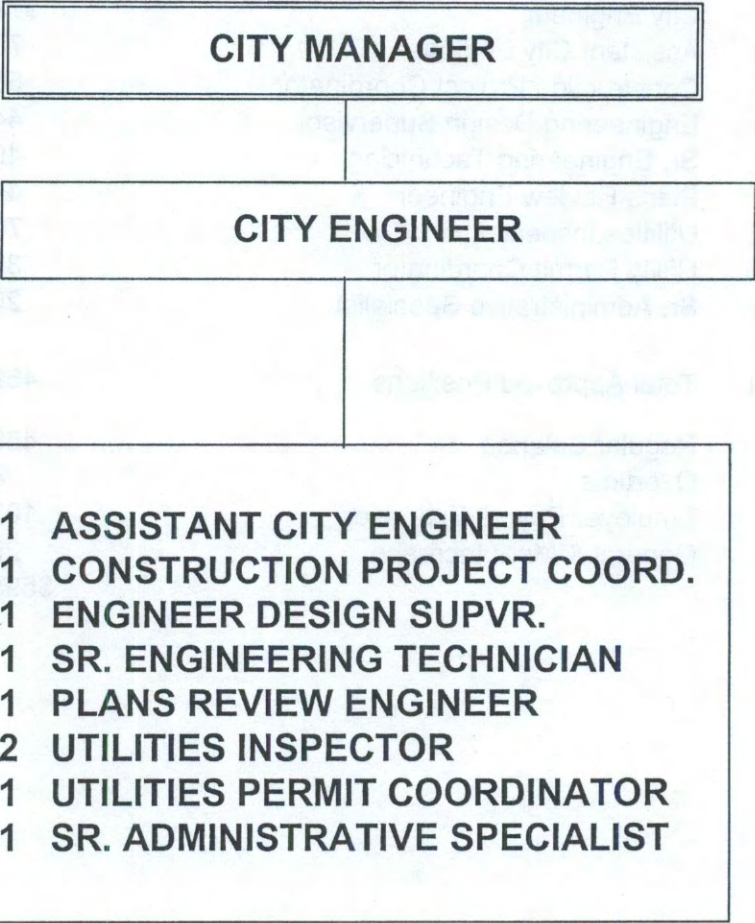 CITY MANAGER
CITY ENGINEER
1 ASSISTANT CITY ENGINEER
1 CONSTRUCTION PROJECT COORD.
1 ENGINEER DESIGN SUPVR.
1 SR. ENGINEERING TECHNICIAN
1 PLANS REVIEW ENGINEER
2 UTILITIES INSPECTOR
1 UTILITIES PERMIT COORDINATOR
1 SR. ADMINISTRATIVE SPECIALIST